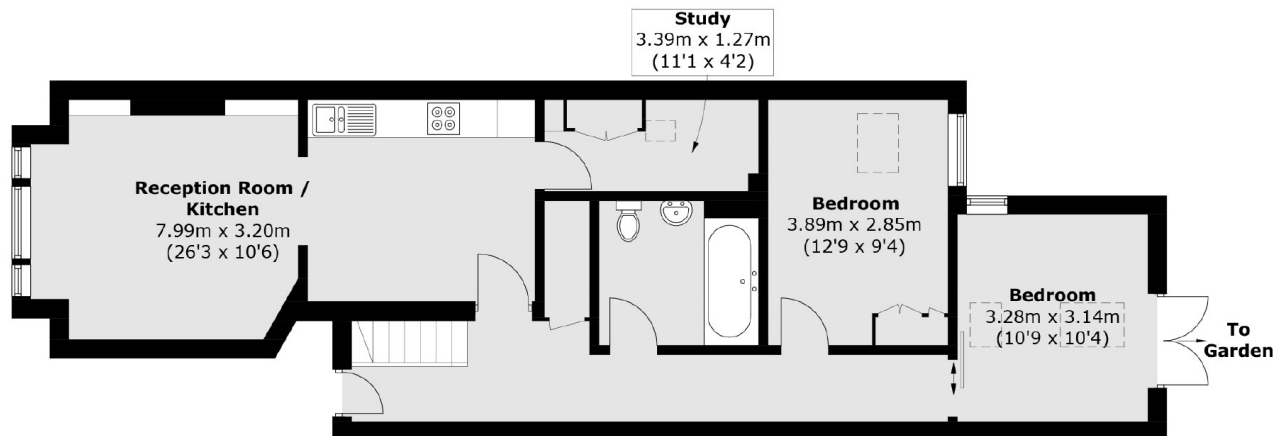 Study
3.39m x 1.27m
(11'1 x 4'2)
Reception Room /
Kitchen
7.99m x 3.20m
(26'3 x 10'6)
Bedroom
3.89m x 2.85m
(12'9 x 9'4)
Bedroom
3.28m x 3.14m
(10'9 x 10'4)
To
Garden